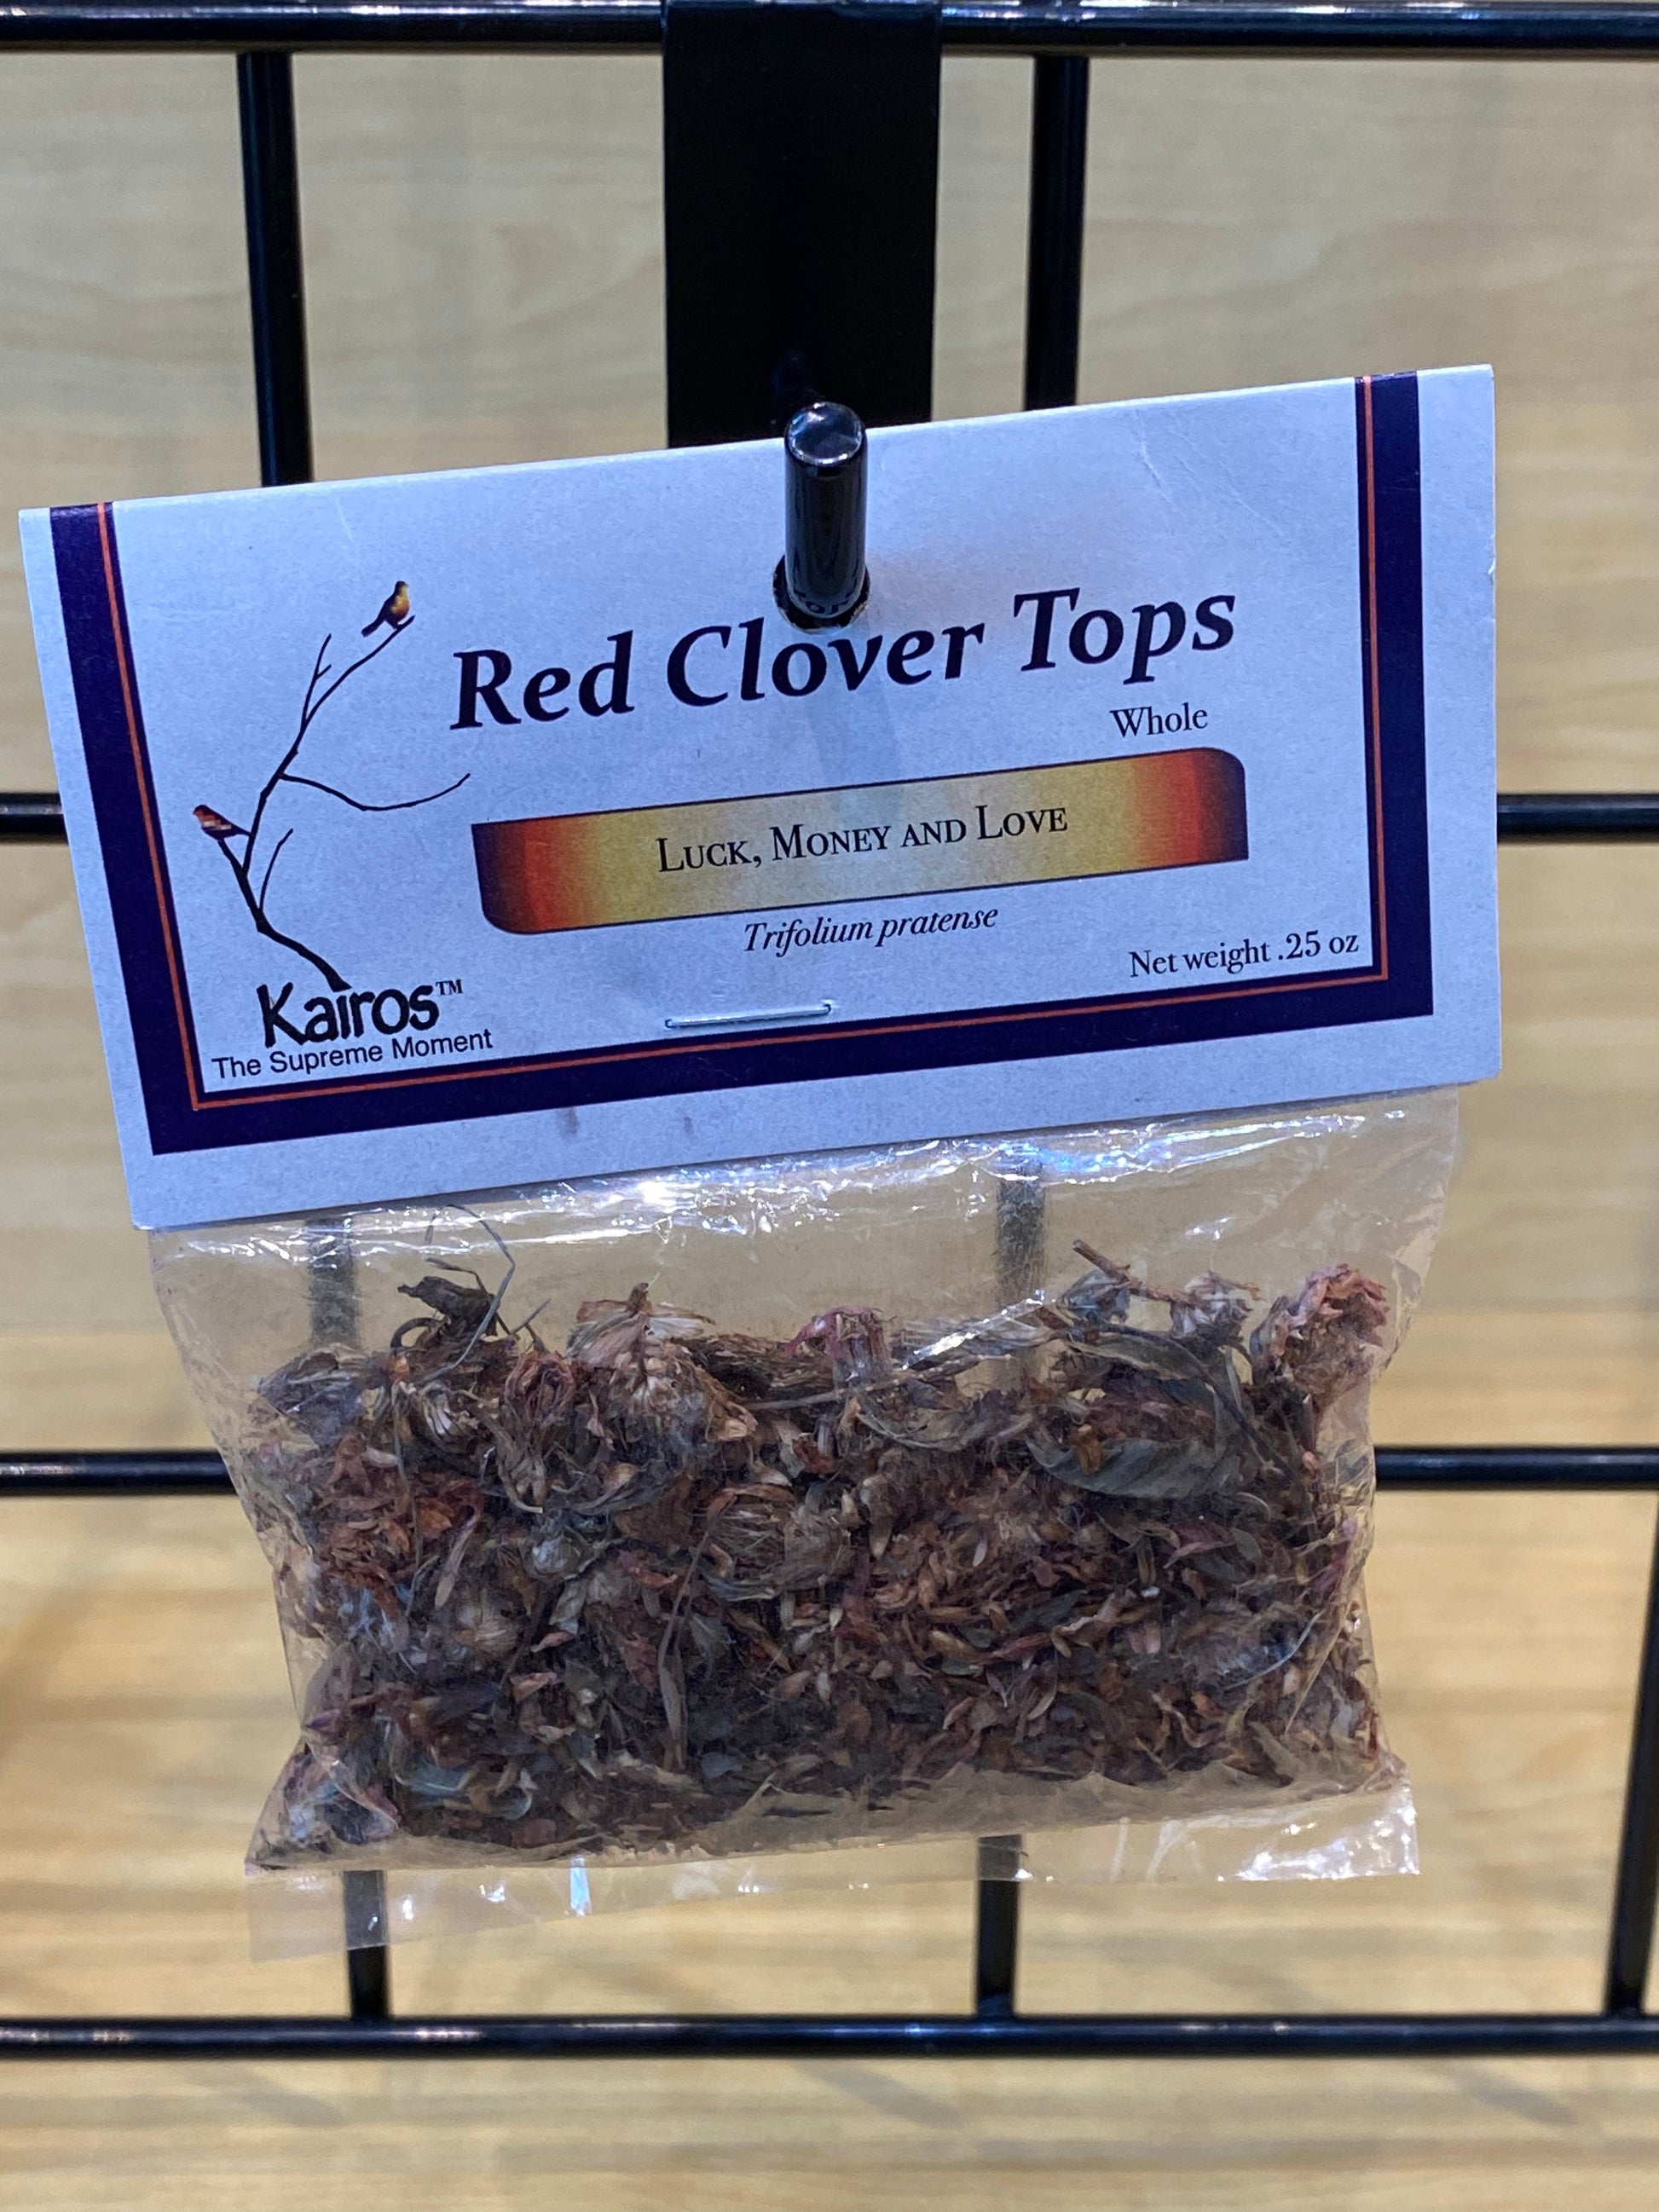 Red Clover Tops
Whole
Luck, Money and Love
Trifolium pratense
Net weight .25 oz
Kairos™
The Supreme Moment